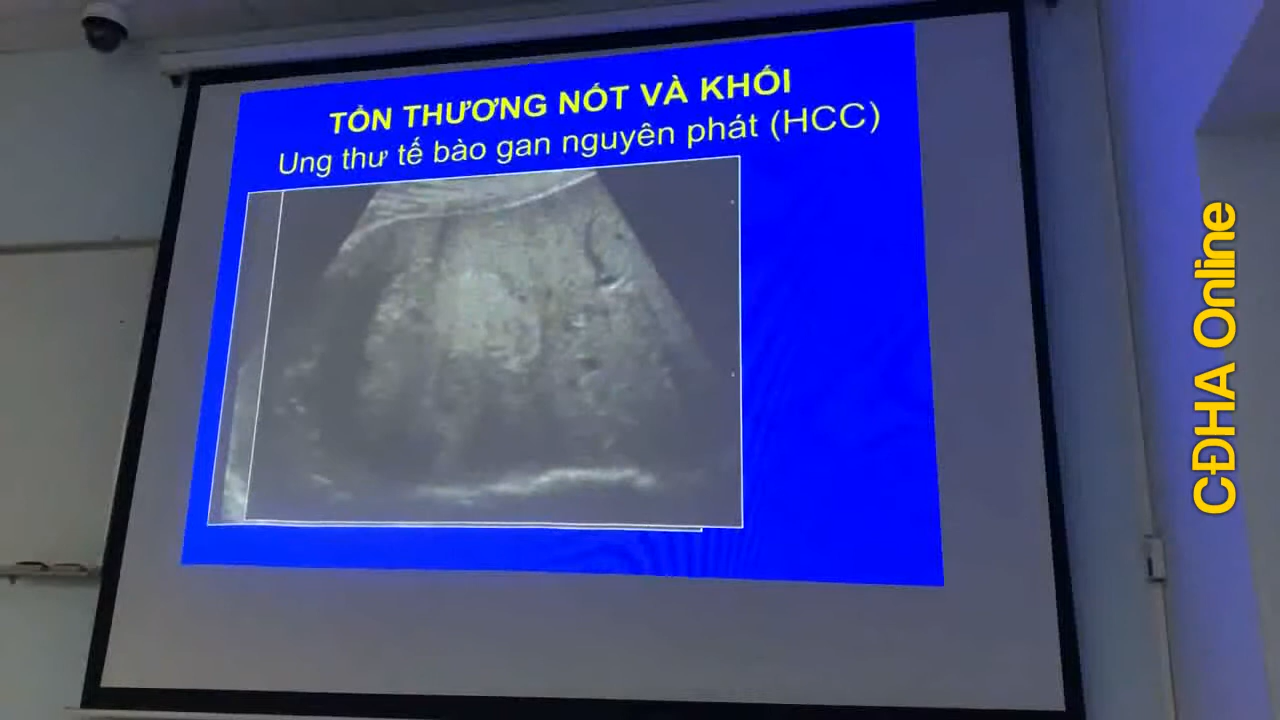 TỔN THƯƠNG NỐT VÀ KHỐI
Ung thư tế bào gan nguyên phát (HCC)
CĐHA Online